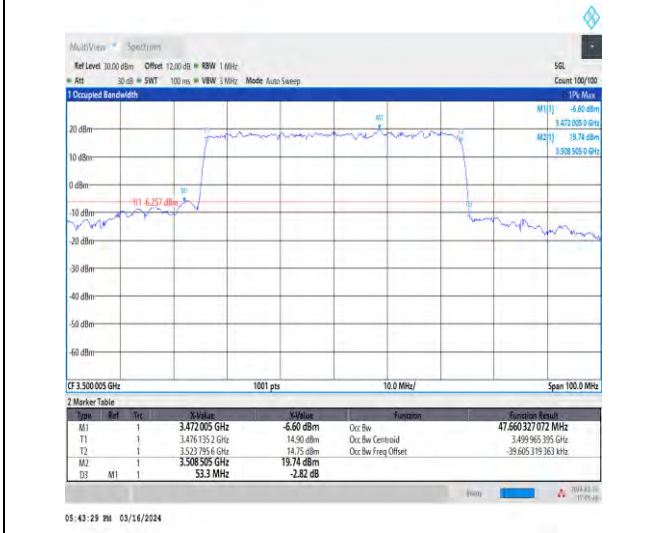 MultiView Spectrum
Ref Level 30.00 dBm Offset 12.00 dB RBW 1 MHz SGL
Att 30 dB SWT 100 ms VBW 3 MHz Mode Auto Sweep Count 100/100
1 Occupied Bandwidth 1Pk Max
M1[1] -6.60 dBm
3.472 005 0 GHz
M2[1] 19.74 dBm
3.508 505 0 GHz
M2
20 dBm
10 dBm
0 dBm
M1
H1 -6.257 dBm
-10 dBm
-20 dBm
-30 dBm
-40 dBm
-50 dBm
-60 dBm
CF 3.500 005 GHz 1001 pts 10.0 MHz/ Span 100.0 MHz
2 Marker Table
Type Ref Trc X-Value Y-Value Function Function Result
M1 1 3.472 005 GHz -6.60 dBm Occ Bw 47.660 327 072 MHz
T1 1 3.476 135 2 GHz 14.90 dBm Occ Bw Centroid 3.499 965 395 GHz
T2 1 3.523 795 6 GHz 14.75 dBm Occ Bw Freq Offset -39.605 319 363 kHz
M2 1 3.508 505 GHz 19.74 dBm
D3 M1 1 53.3 MHz -2.82 dB
Ready
05:43:29 PM 03/16/2024